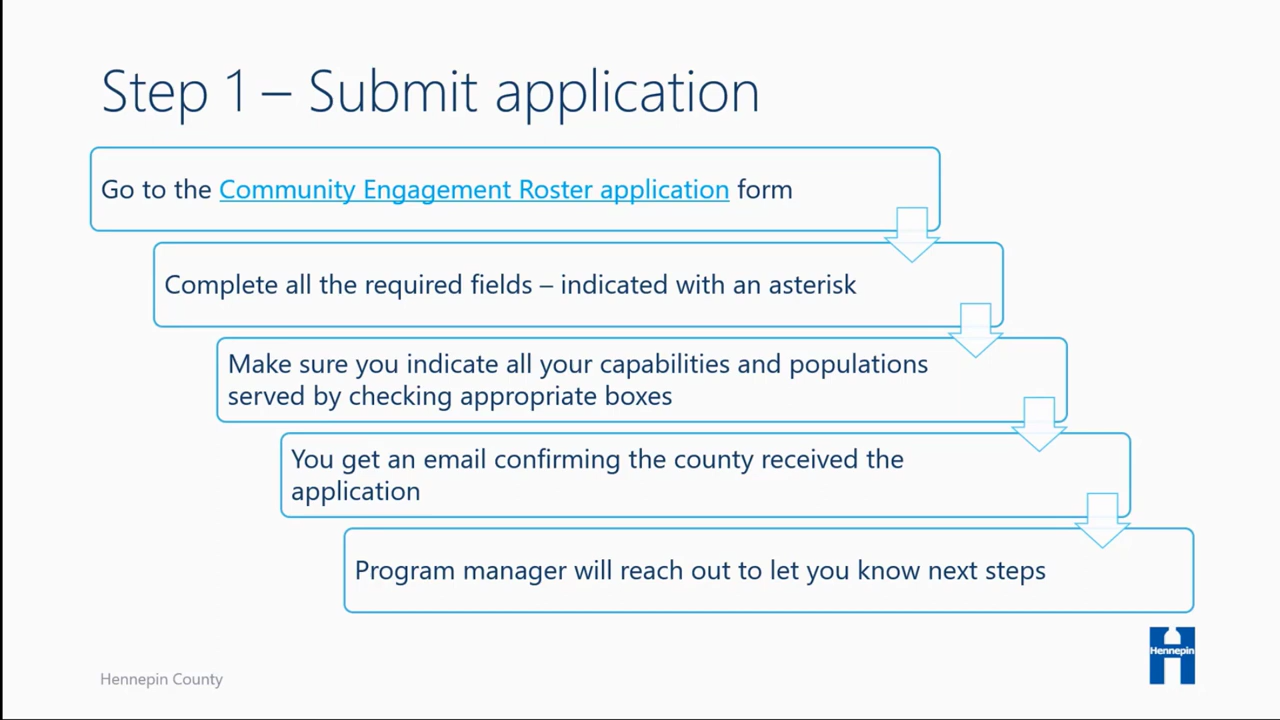 Step 1 – Submit application
Go to the Community Engagement Roster application form
Complete all the required fields – indicated with an asterisk
Make sure you indicate all your capabilities and populations
served by checking appropriate boxes
You get an email confirming the county received the
application
Program manager will reach out to let you know next steps
Hennepin
Hennepin County